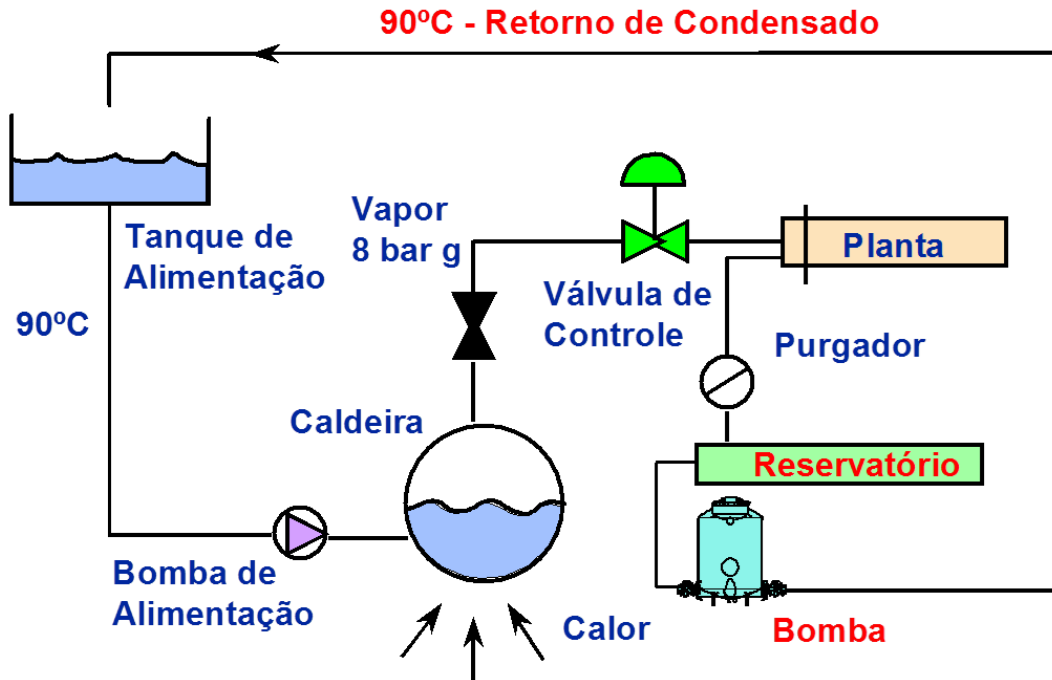 90ºC - Retorno de Condensado
Tanque de
Alimentação
90ºC
Vapor
8 bar g
Válvula de
Controle
Planta
Purgador
Caldeira
Reservatório
Bomba de
Alimentação
Calor
Bomba